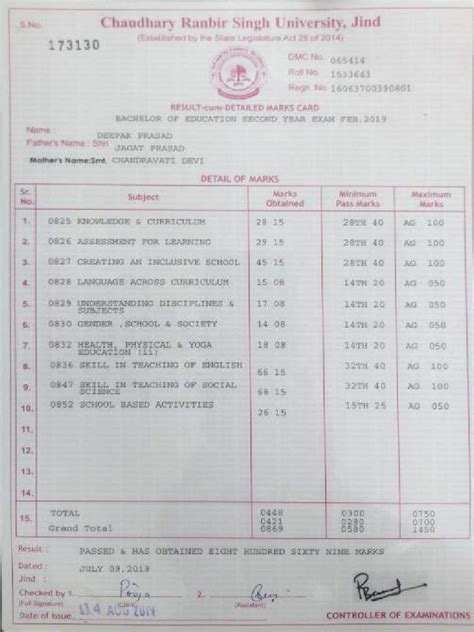 S.No.
173130
Chaudhary Ranbir Singh University, Jind
(Established by the State Legislature Act 28 of 2014)
DMC No. 065414
Roll No. 1533643
Regn. No 16063700390801
RESULT-cum-DETAILED MARKS CARD
BACHELOR OF EDUCATION SECOND YEAR EXAM FEB.2019
Name : DEEPAK PRASAD
Father's Name : Shri JAGAT PRASAD
Mother's Name:Smt. CHANDRAVATI DEVI
DETAIL OF MARKS
Sr. No. Subject Marks Obtained Minimum Pass Marks Maximum Marks
1. 0825 KNOWLEDGE & CURRICULUM 28 15 28TH 40 AG 100
2. 0826 ASSESSMENT FOR LEARNING 29 15 28TH 40 AG 100
3. 0827 CREATING AN INCLUSIVE SCHOOL 45 15 28TH 40 AG 100
4. 0828 LANGUAGE ACROSS CURRICULUM 15 08 14TH 20 AG 050
5. 0829 UNDERSTANDING DISCIPLINES & SUBJECTS 17 08 14TH 20 AG 050
6. 0830 GENDER ,SCHOOL & SOCIETY 14 08 14TH 20 AG 050
7. 0832 HEALTH, PHYSICAL & YOGA EDUCATION (ii) 18 08 14TH 20 AG 050
8. 0836 SKILL IN TEACHING OF ENGLISH 66 15 32TH 40 AG 100
9. 0847 SKILL IN TEACHING OF SOCIAL SCIENCE 68 15 32TH 40 AG 100
10. 0852 SCHOOL BASED ACTIVITIES 26 15 15TH 25 AG 050
11.
12.
13.
14.
15. TOTAL 0448 0300 0750
0421 0280 0700
Grand Total 0869 0580 1450
Result : PASSED & HAS OBTAINED EIGHT HUNDRED SIXTY NINE MARKS
Dated : JULY 09,2019
Jind :
Checked by 1. Pooja 2.
(Full Signature) (Clerk) (Assistant)
Date of Issue AUG 2019
CONTROLLER OF EXAMINATIONS